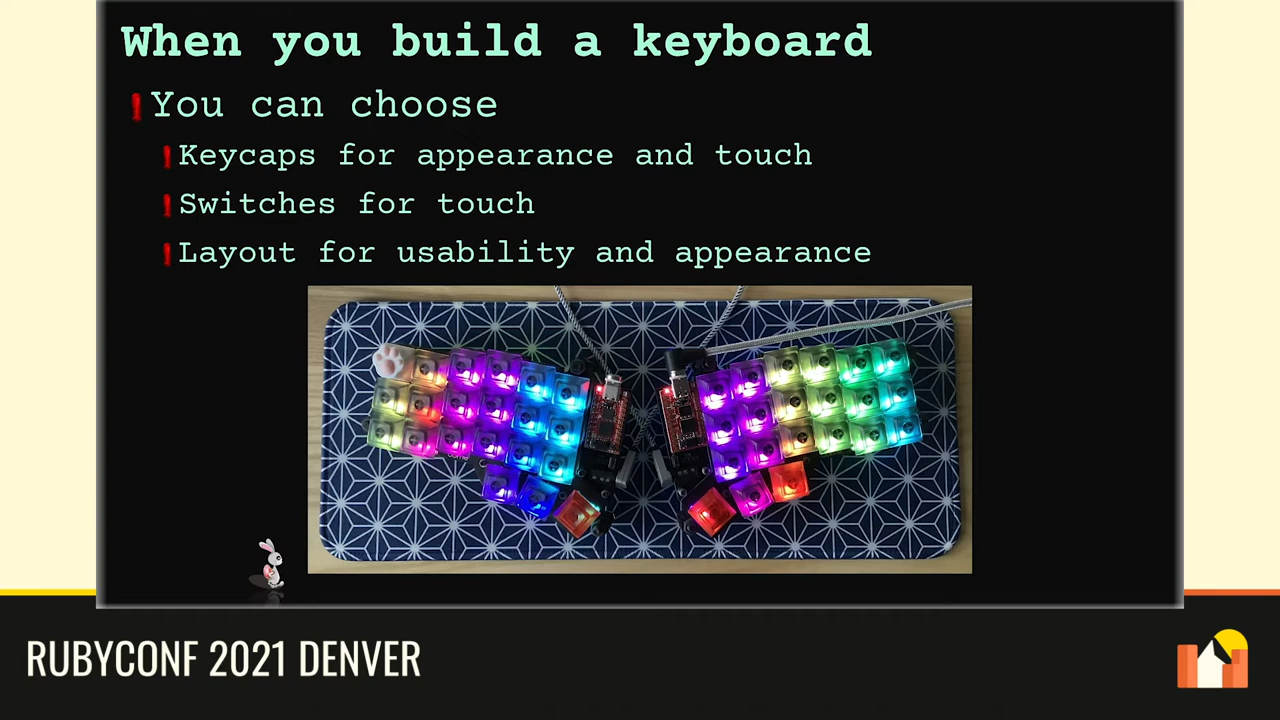 When you build a keyboard
You can choose
Keycaps for appearance and touch
Switches for touch
Layout for usability and appearance
RUBYCONF 2021 DENVER